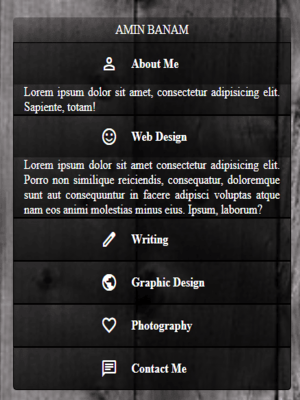 AMIN BANAM
About Me
Lorem ipsum dolor sit amet, consectetur adipisicing elit.
Sapiente, totam!
Web Design
Lorem ipsum dolor sit amet consectetur adipisicing elit.
Porro non similique reiciendis, consequatur, doloremque
sunt aut consequuntur in facere adipisci voluptas atque
nam eos animi molestias minus eius. Ipsum, laborum?
Writing
Graphic Design
Photography
Contact Me